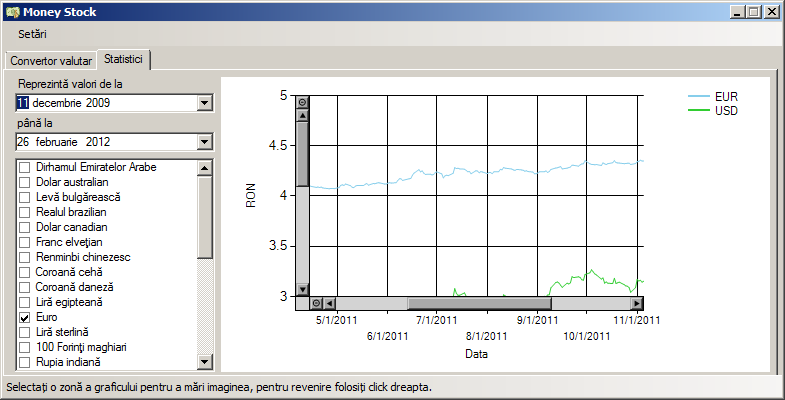 Money Stock
Setări
Convertor valutar
Statistici
Reprezintă valori de la
11 decembrie 2009
până la
26 februarie 2012
Dirhamul Emiratelor Arabe
Dolar australian
Levă bulgărească
Realul brazilian
Dolar canadian
Franc elveţian
Renminbi chinezesc
Coroană cehă
Coroană daneză
Liră egipteană
Euro
Liră sterlină
100 Forinţi maghiari
Rupia indiană
5
4.5
4
3.5
3
RON
5/1/2011
6/1/2011
7/1/2011
8/1/2011
9/1/2011
10/1/2011
11/1/2011
Data
EUR
USD
Selectaţi o zonă a graficului pentru a mări imaginea, pentru revenire folosiţi click dreapta.